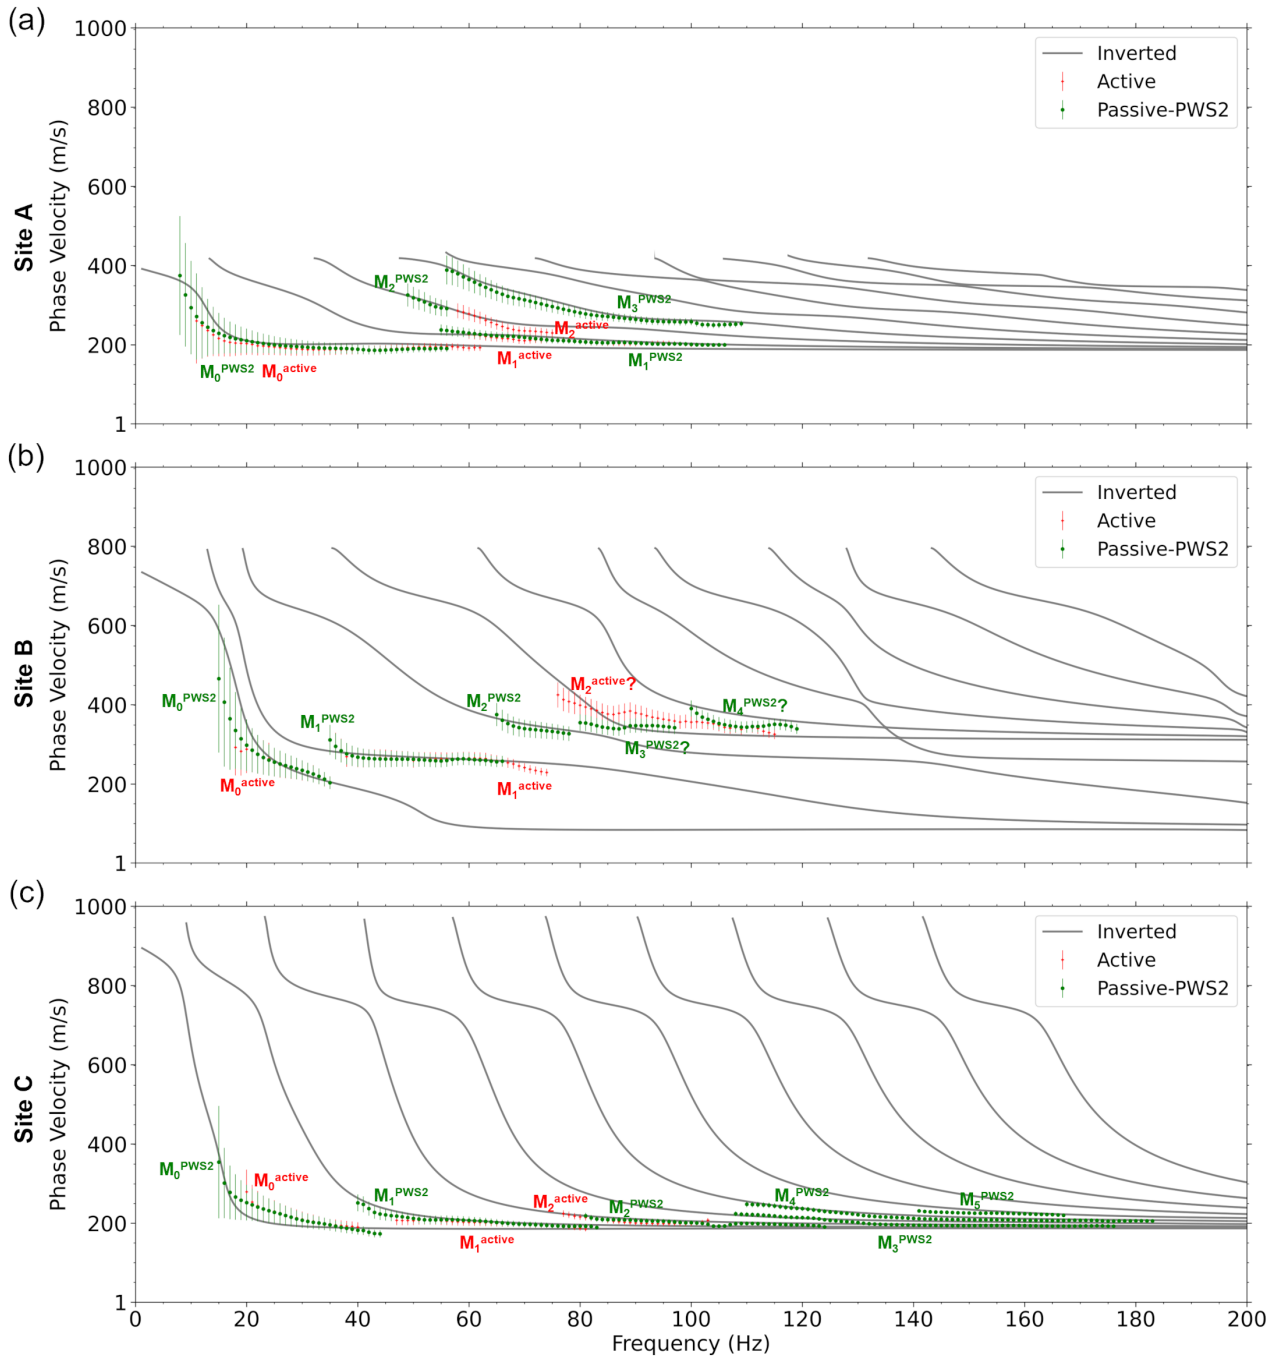 (a)
1000
800
600
400
200
1
Site A
Phase Velocity (m/s)
Inverted
Active
Passive-PWS2
M₂ᴾᵂˢ²
M₃ᴾᵂˢ²
M₂ᵃᶜᵗⁱᵛᵉ
M₀ᴾᵂˢ²
M₀ᵃᶜᵗⁱᵛᵉ
M₁ᵃᶜᵗⁱᵛᵉ
M₁ᴾᵂˢ²
(b)
1000
800
600
400
200
1
Site B
Phase Velocity (m/s)
Inverted
Active
Passive-PWS2
M₀ᴾᵂˢ²
M₁ᴾᵂˢ²
M₂ᴾᵂˢ²
M₂ᵃᶜᵗⁱᵛᵉ?
M₄ᴾᵂˢ²?
M₃ᴾᵂˢ²?
M₀ᵃᶜᵗⁱᵛᵉ
M₁ᵃᶜᵗⁱᵛᵉ
(c)
1000
800
600
400
200
1
Site C
Phase Velocity (m/s)
Inverted
Active
Passive-PWS2
M₀ᴾᵂˢ²
M₀ᵃᶜᵗⁱᵛᵉ
M₁ᴾᵂˢ²
M₂ᵃᶜᵗⁱᵛᵉ
M₂ᴾᵂˢ²
M₄ᴾᵂˢ²
M₅ᴾᵂˢ²
M₁ᵃᶜᵗⁱᵛᵉ
M₃ᴾᵂˢ²
0 20 40 60 80 100 120 140 160 180 200
Frequency (Hz)